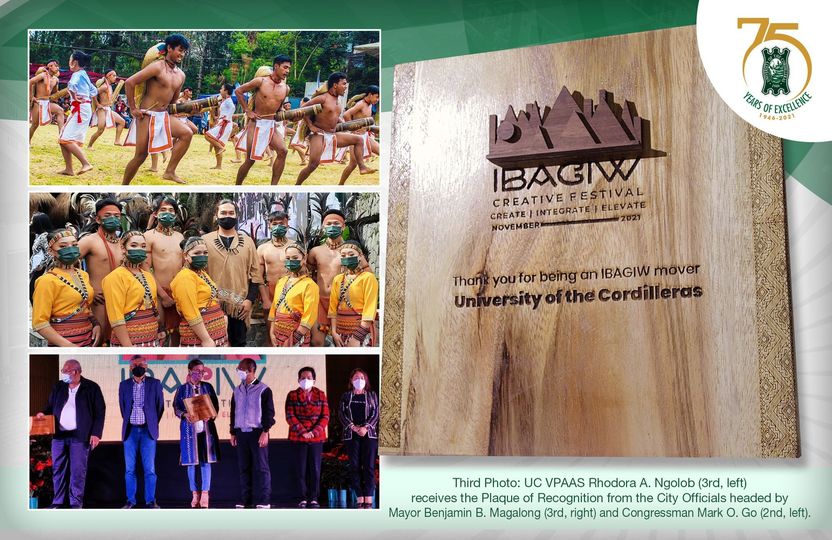 75
YEARS OF EXCELLENCE
1946-2021
IBAGIW
CREATIVE FESTIVAL
CREATE | INTEGRATE | ELEVATE
NOVEMBER 2021
Thank you for being an IBAGIW mover
University of the Cordilleras
IBAGIW
Third Photo: UC VPAAS Rhodora A. Ngolob (3rd, left)
receives the Plaque of Recognition from the City Officials headed by
Mayor Benjamin B. Magalong (3rd, right) and Congressman Mark O. Go (2nd, left).